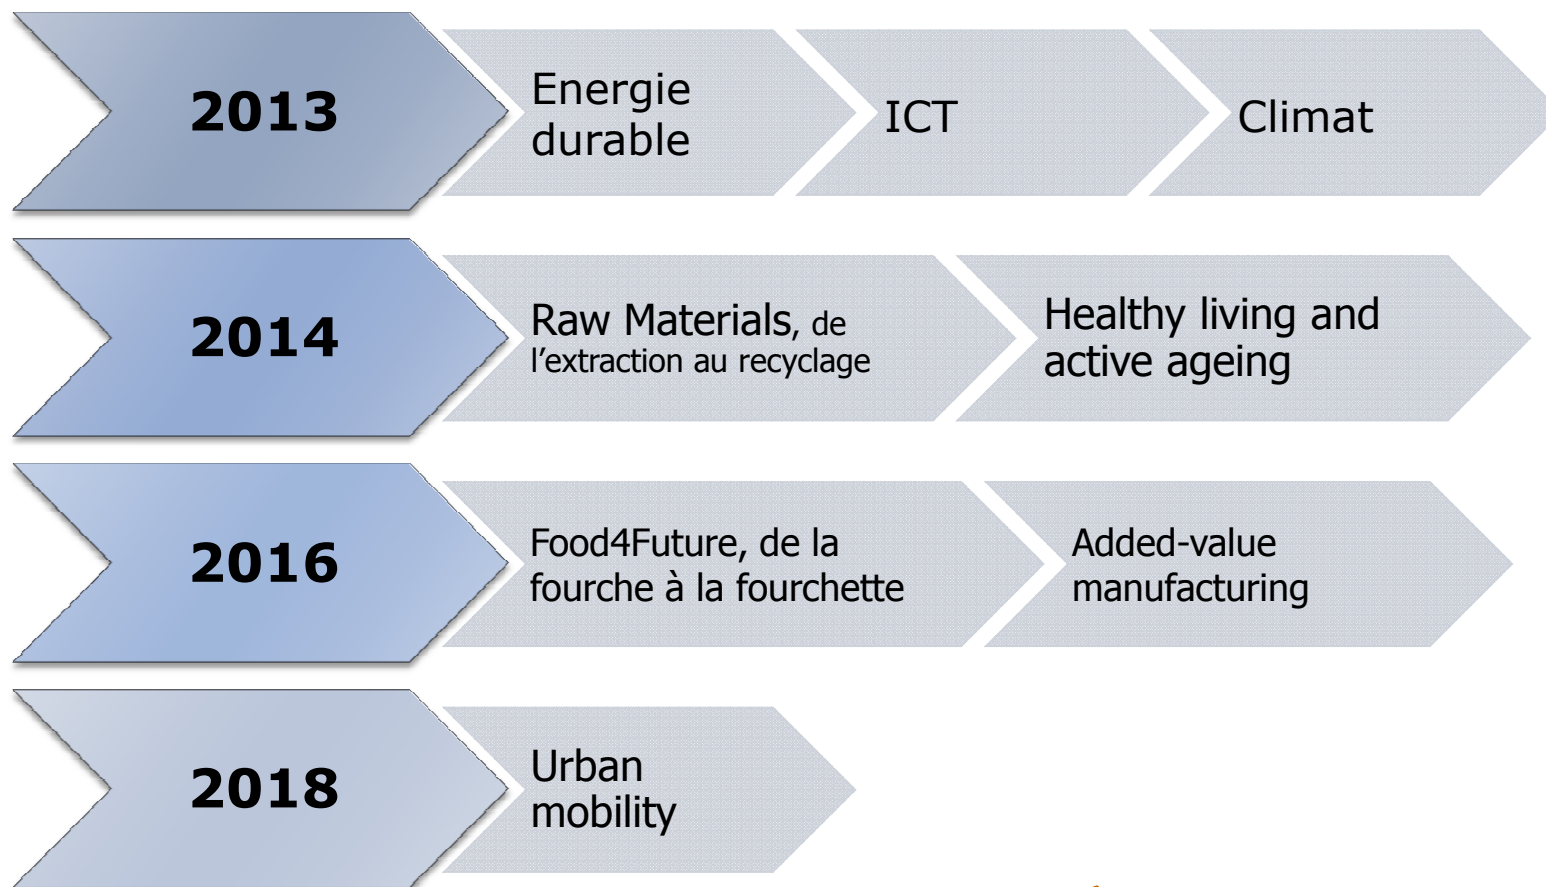 2013
Energie
durable
ICT
Climat
2014
Raw Materials, de
l’extraction au recyclage
Healthy living and
active ageing
2016
Food4Future, de la
fourche à la fourchette
Added-value
manufacturing
2018
Urban
mobility